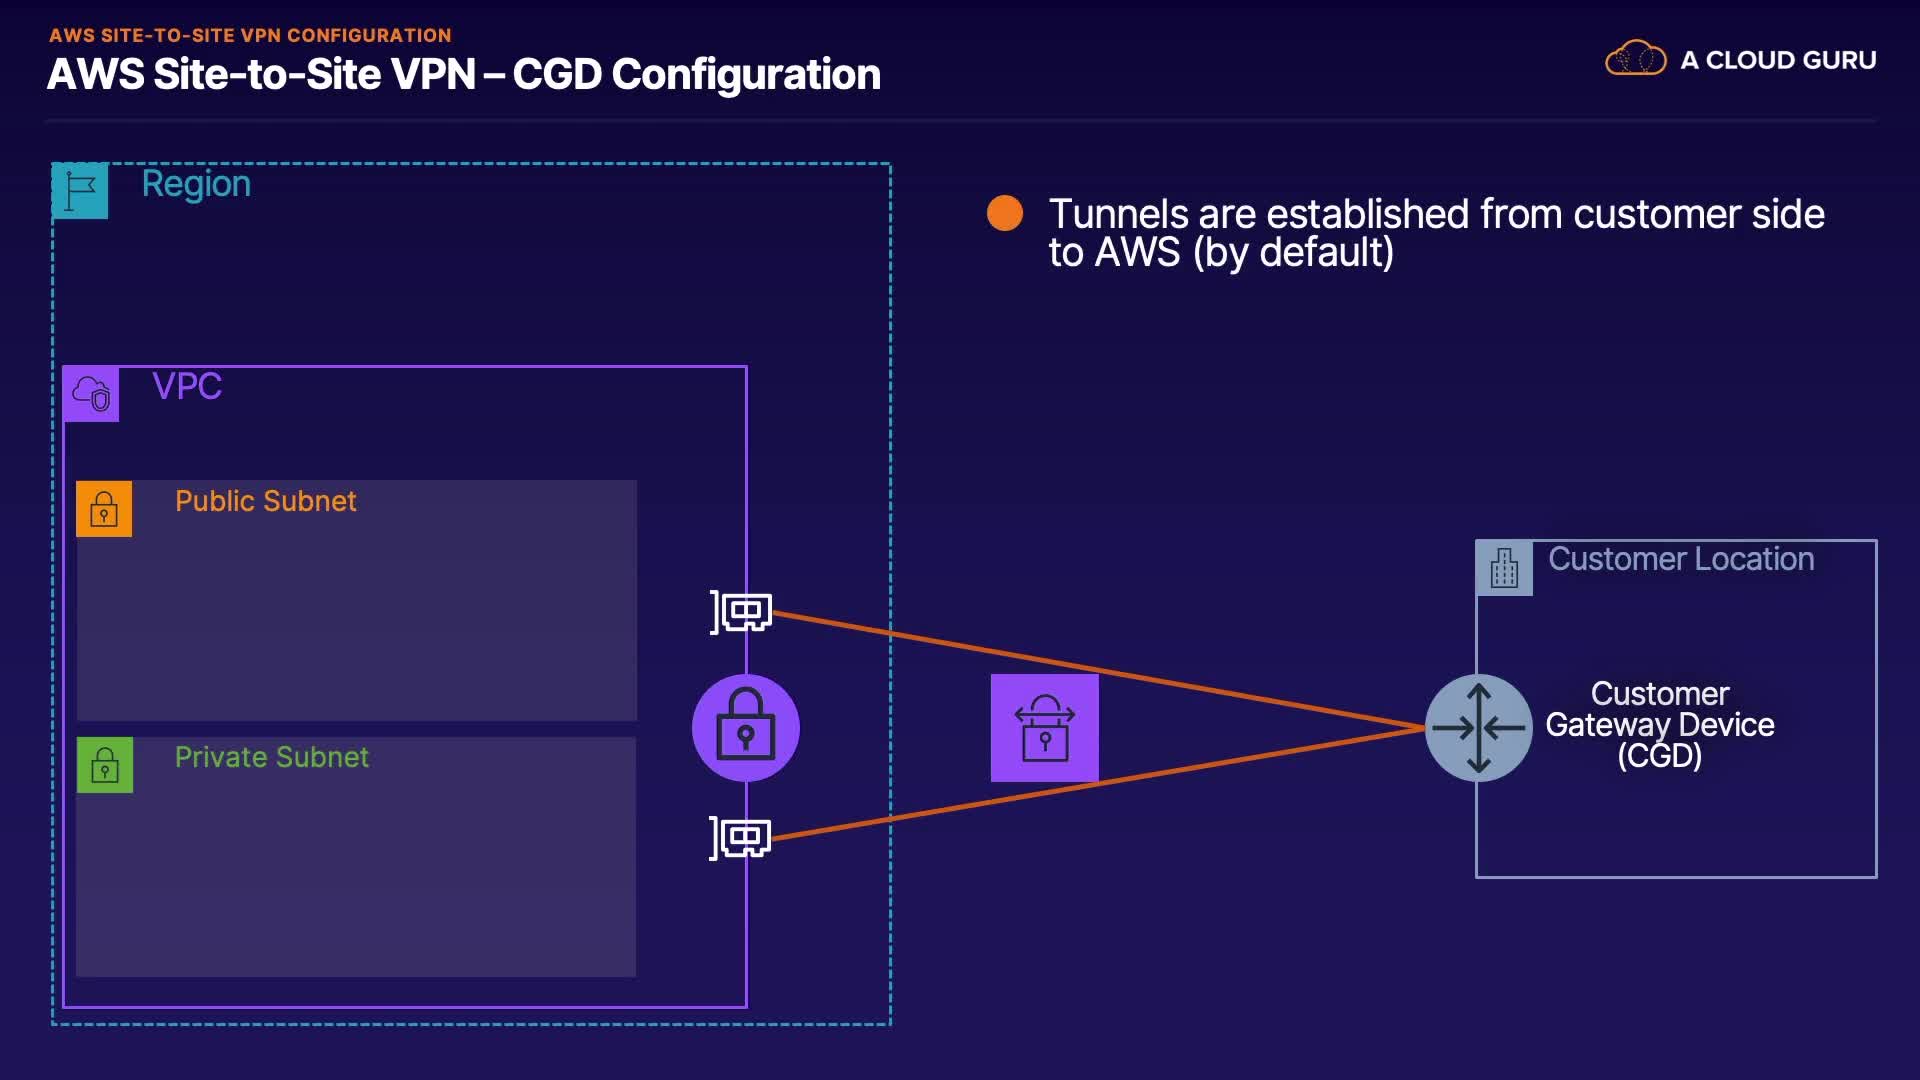 AWS SITE-TO-SITE VPN CONFIGURATION
AWS Site-to-Site VPN – CGD Configuration
A CLOUD GURU
Region
Tunnels are established from customer side
to AWS (by default)
VPC
Public Subnet
Private Subnet
Customer Location
Customer
Gateway Device
(CGD)